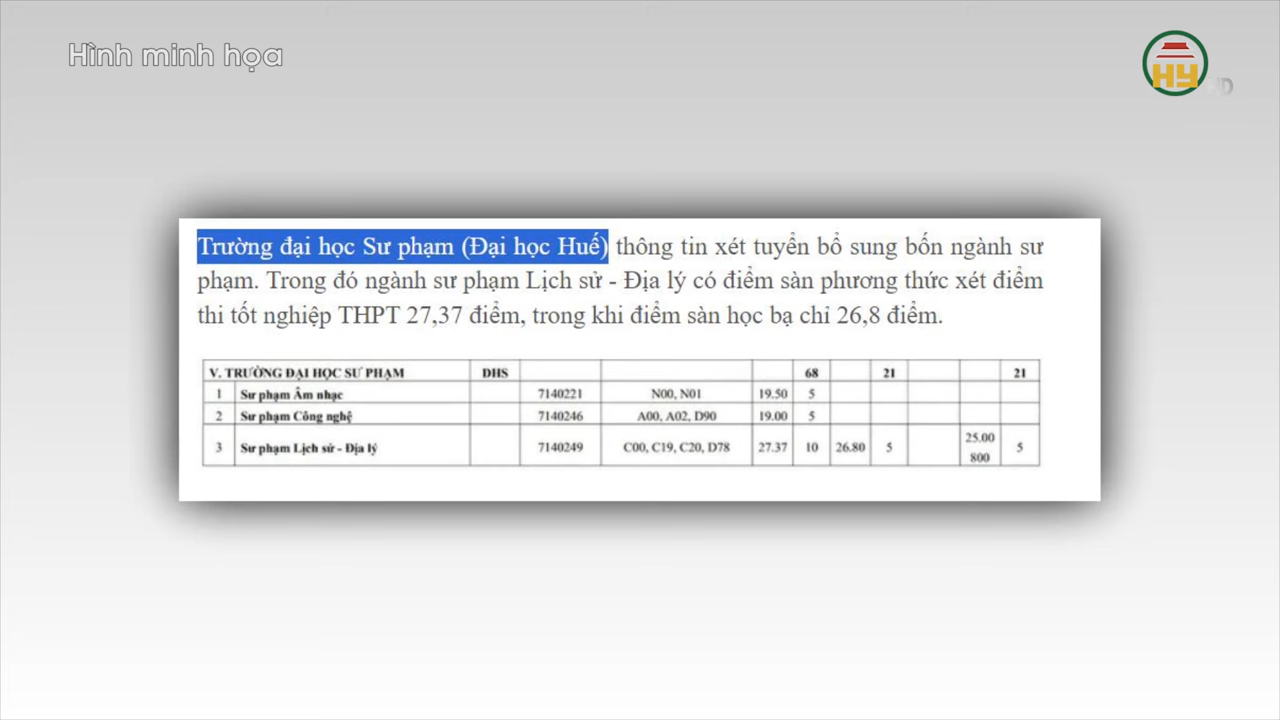 Hình minh họa
HY
HD
Trường đại học Sư phạm (Đại học Huế) thông tin xét tuyển bổ sung bốn ngành sư
phạm. Trong đó ngành sư phạm Lịch sử - Địa lý có điểm sàn phương thức xét điểm
thi tốt nghiệp THPT 27,37 điểm, trong khi điểm sàn học bạ chỉ 26,8 điểm.
V. TRƯỜNG ĐẠI HỌC SƯ PHẠM DHS 68 21 21
1 Sư phạm Âm nhạc 7140221 N00, N01 19.50 5
2 Sư phạm Công nghệ 7140246 A00, A02, D90 19.00 5
3 Sư phạm Lịch sử - Địa lý 7140249 C00, C19, C20, D78 27.37 10 26.80 5 25.00 5
800